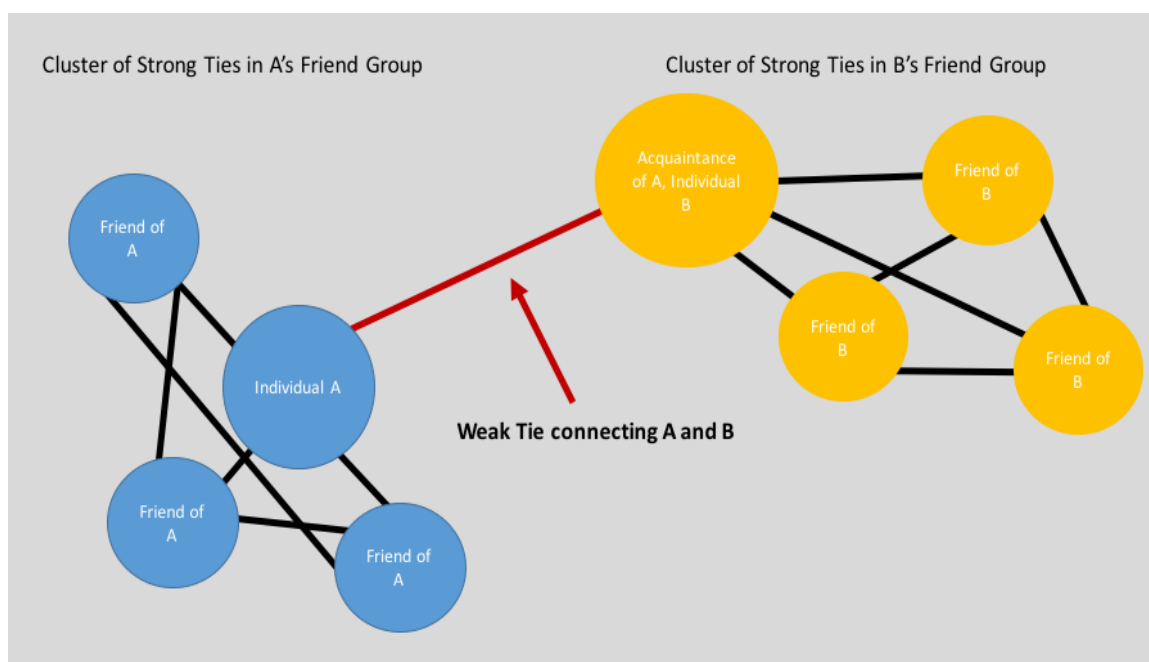 Cluster of Strong Ties in A's Friend Group
Cluster of Strong Ties in B's Friend Group
Acquaintance
of A, Individual
B
Friend of
B
Friend of
A
Friend of
B
Friend of
B
Individual A
Weak Tie connecting A and B
Friend of
A
Friend of
A